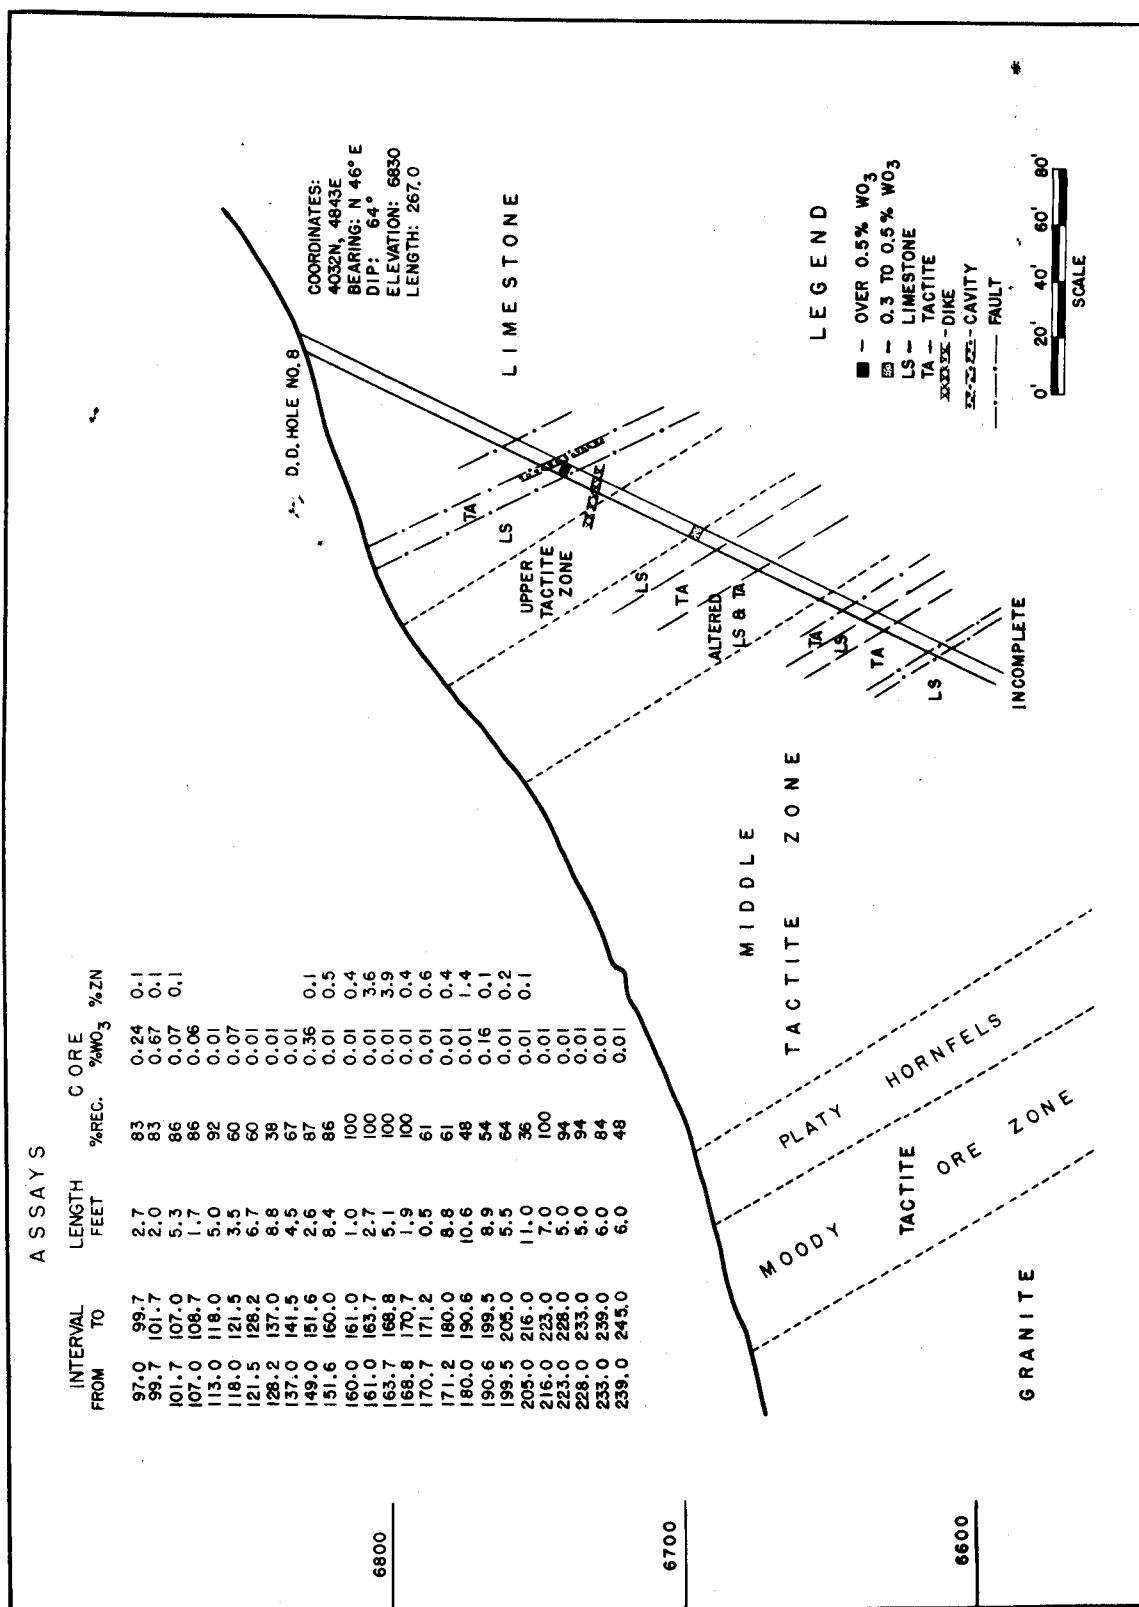 ASSAYS
INTERVAL LENGTH CORE
FROM TO FEET %REC. %WO3 %ZN
97.0 99.7 2.7 83 0.24 0.1
99.7 101.7 2.0 83 0.67 0.1
101.7 107.0 5.3 86 0.07 0.1
107.0 108.7 1.7 86 0.06
113.0 118.0 5.0 92 0.01
118.0 121.5 3.5 60 0.07
121.5 128.2 6.7 60 0.01
128.2 137.0 8.8 38 0.01
137.0 141.5 4.5 67 0.01
149.0 151.6 2.6 87 0.36 0.1
151.6 160.0 8.4 86 0.01 0.5
160.0 161.0 1.0 100 0.01 0.4
161.0 163.7 2.7 100 0.01 3.6
163.7 168.8 5.1 100 0.01 3.9
168.8 170.7 1.9 100 0.01 0.4
170.7 171.2 0.5 61 0.01 0.6
171.2 180.0 8.8 61 0.01 0.4
180.0 190.6 10.6 48 0.01 1.4
190.6 199.5 8.9 54 0.16 0.1
199.5 205.0 5.5 64 0.01 0.2
205.0 216.0 11.0 36 0.01 0.1
216.0 223.0 7.0 100 0.01
223.0 228.0 5.0 94 0.01
228.0 233.0 5.0 94 0.01
233.0 239.0 6.0 84 0.01
239.0 245.0 6.0 48 0.01
D.D. HOLE NO. 8
COORDINATES:
4032N, 4843E
BEARING: N 46° E
DIP: 64°
ELEVATION: 6830
LENGTH: 267.0
LIMESTONE
TA
LS
UPPER
TACTITE
ZONE
LS
TA
ALTERED
LS & TA
TA
LS
TA
LS
INCOMPLETE
MIDDLE
TACTITE ZONE
PLATY HORNFELS
MOODY
TACTITE
ORE ZONE
GRANITE
6800
6700
6600
LEGEND
– OVER 0.5% WO3
– 0.3 TO 0.5% WO3
LS – LIMESTONE
TA – TACTITE
- DIKE
- CAVITY
FAULT
0' 20' 40' 60' 80'
SCALE